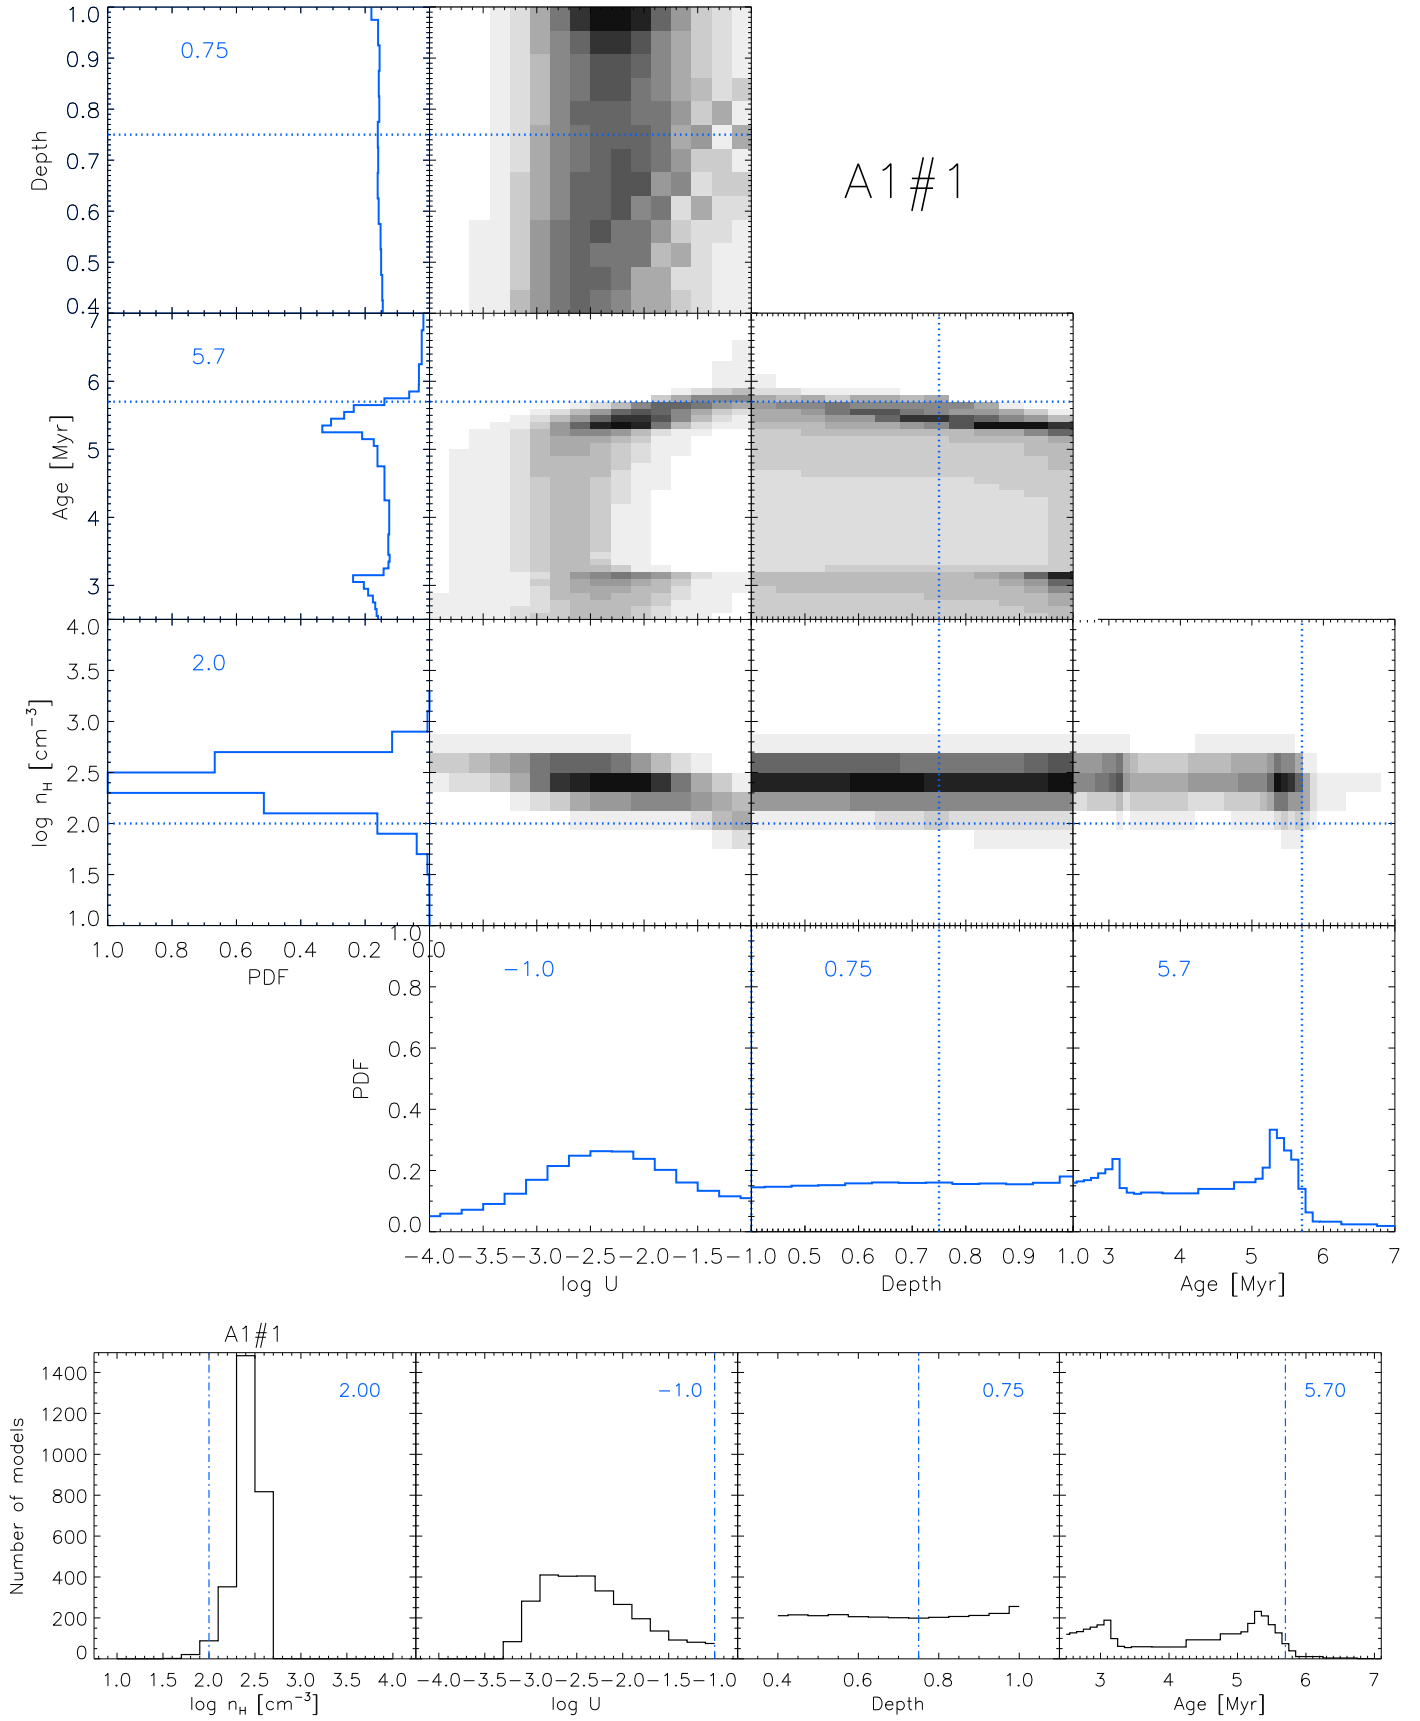 1.0
0.9
0.8
0.7
0.6
0.5
0.4
Depth
0.75
A1#1
7
6
5
4
3
Age [Myr]
5.7
4.0
3.5
3.0
2.5
2.0
1.5
1.0
log n_H [cm⁻³]
2.0
1.0 0.8 0.6 0.4 0.2 0.0
PDF
1.0
0.8
0.6
0.4
0.2
0.0
PDF
−1.0 0.75 5.7
−4.0 −3.5 −3.0 −2.5 −2.0 −1.5 −1.0 0.5 0.6 0.7 0.8 0.9 1.0 3 4 5 6 7
log U Depth Age [Myr]
A1#1
1400
1200
1000
800
600
400
200
0
Number of models
2.00 −1.0 0.75 5.70
1.0 1.5 2.0 2.5 3.0 3.5 4.0 −4.0 −3.5 −3.0 −2.5 −2.0 −1.5 −1.0 0.4 0.6 0.8 1.0 3 4 5 6 7
log n_H [cm⁻³] log U Depth Age [Myr]